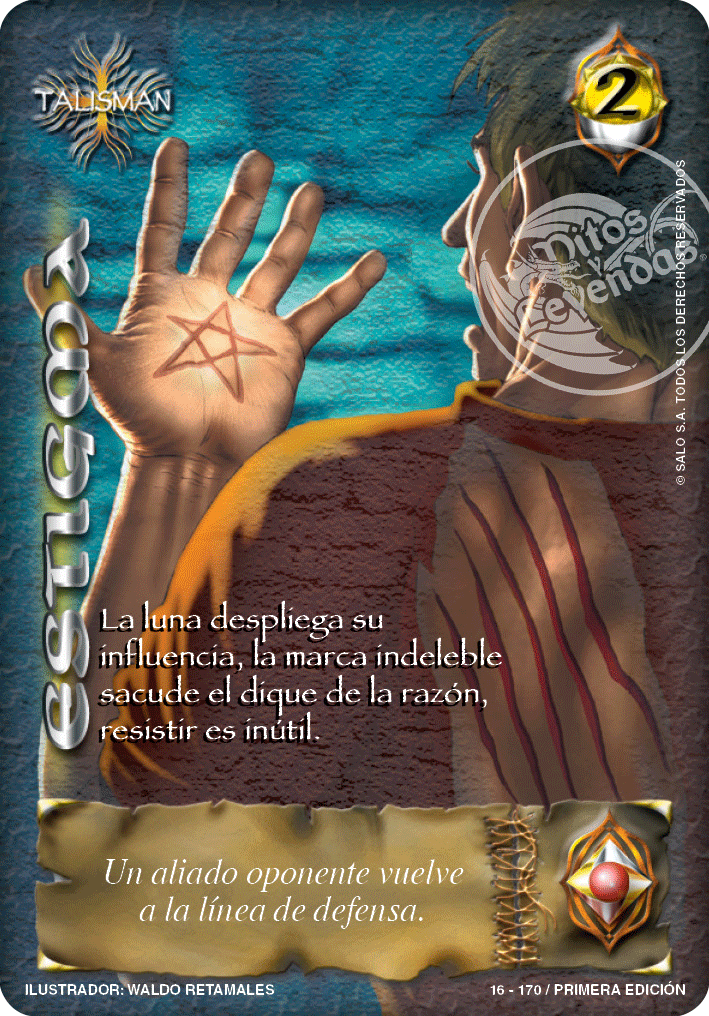 TALISMAN
2
Mitos
y
Leyendas
®
© SALO S.A. TODOS LOS DERECHOS RESERVADOS
ESTIGMA
La luna despliega su
influencia, la marca indeleble
sacude el dique de la razón,
resistir es inútil.
Un aliado oponente vuelve
a la línea de defensa.
ILUSTRADOR: WALDO RETAMALES
16 - 170 / PRIMERA EDICIÓN